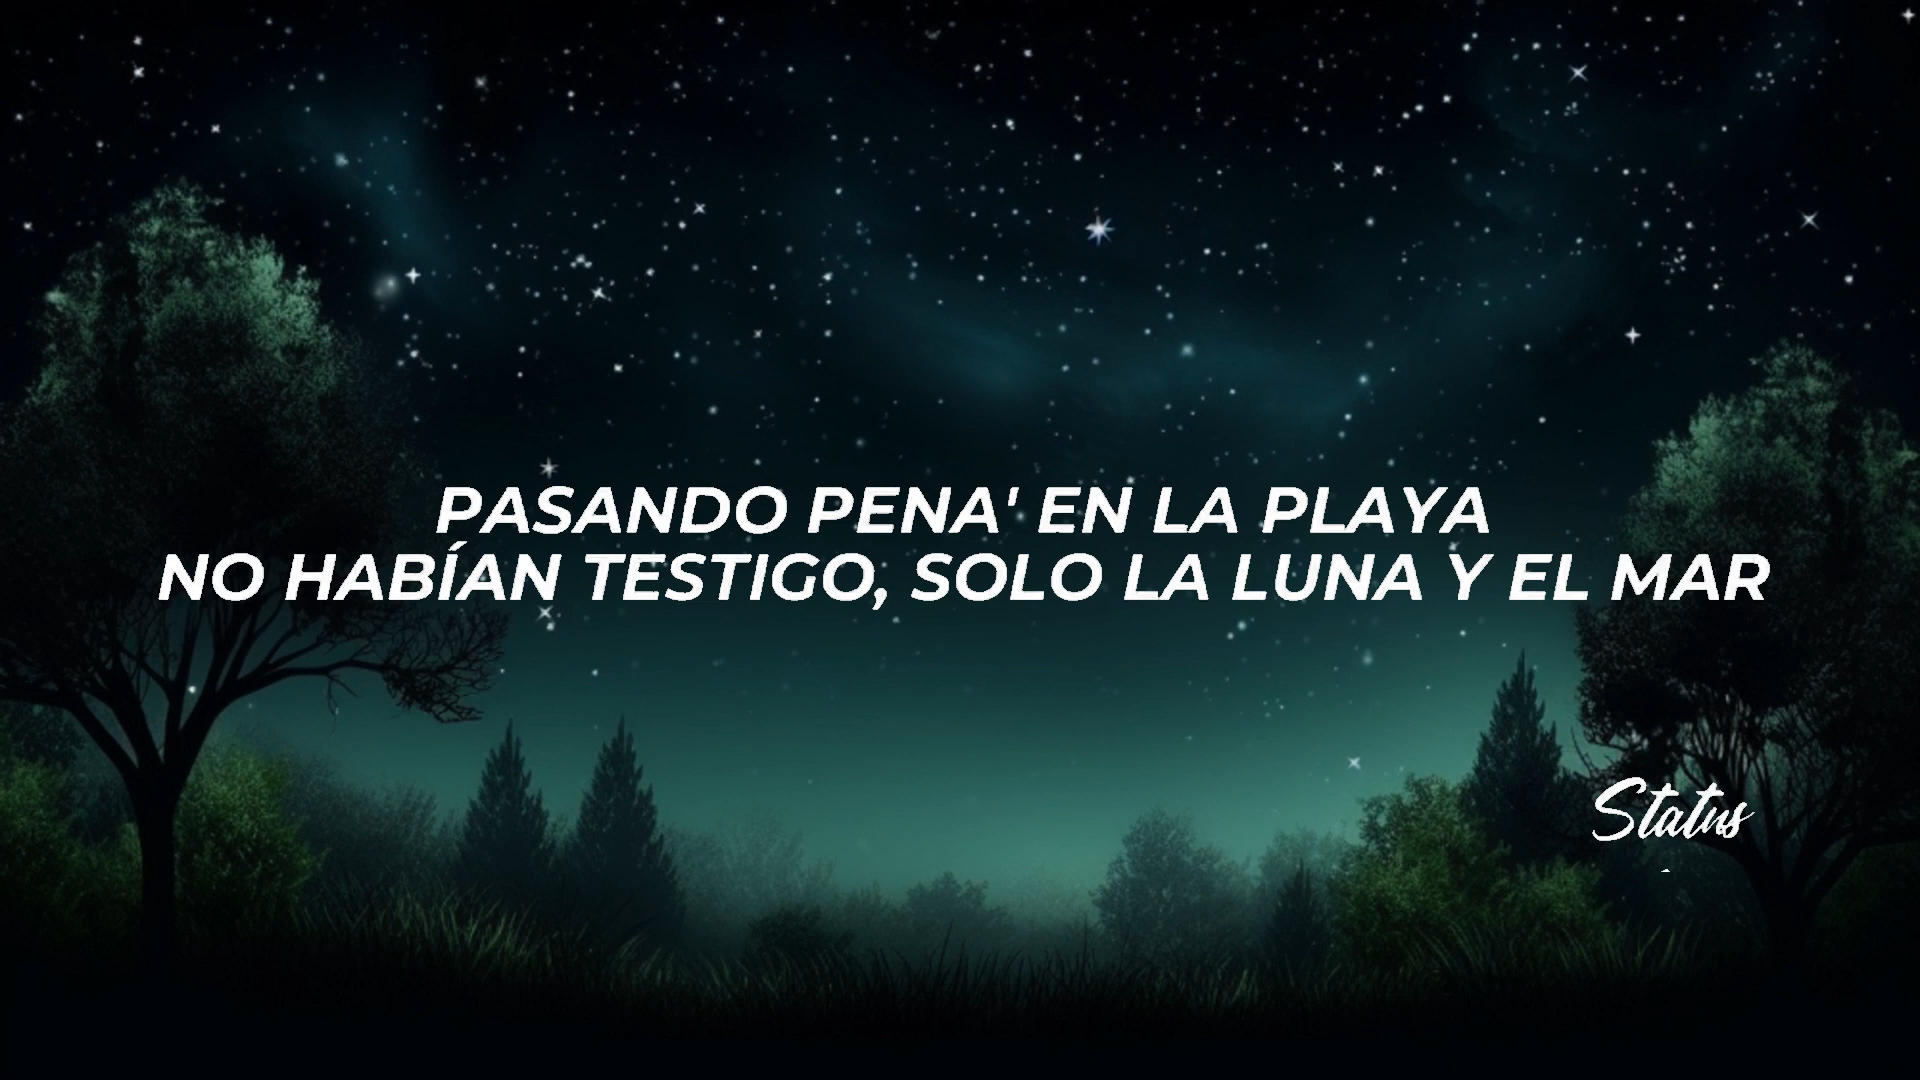 PASANDO PENA' EN LA PLAYA
NO HABÍAN TESTIGO, SOLO LA LUNA Y EL MAR
Status